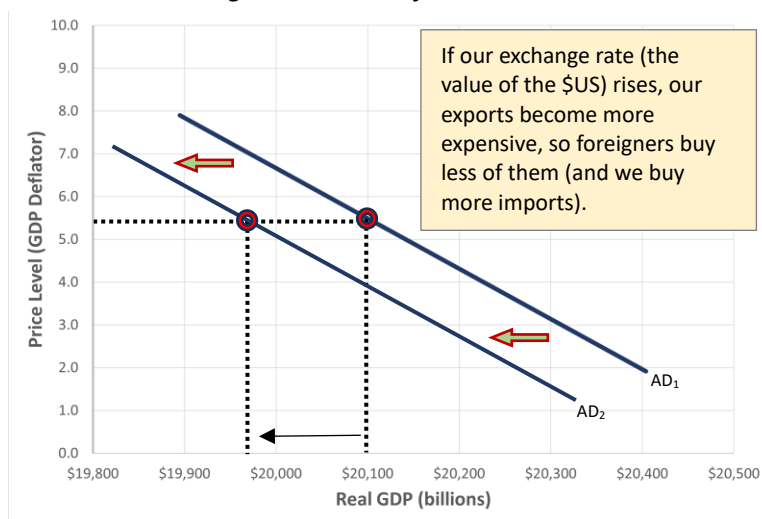 10.0
9.0
8.0
7.0
6.0
5.0
4.0
3.0
2.0
1.0
0.0
Price Level (GDP Deflator)
If our exchange rate (the
value of the $US) rises, our
exports become more
expensive, so foreigners buy
less of them (and we buy
more imports).
AD1
AD2
$19,800 $19,900 $20,000 $20,100 $20,200 $20,300 $20,400 $20,500
Real GDP (billions)